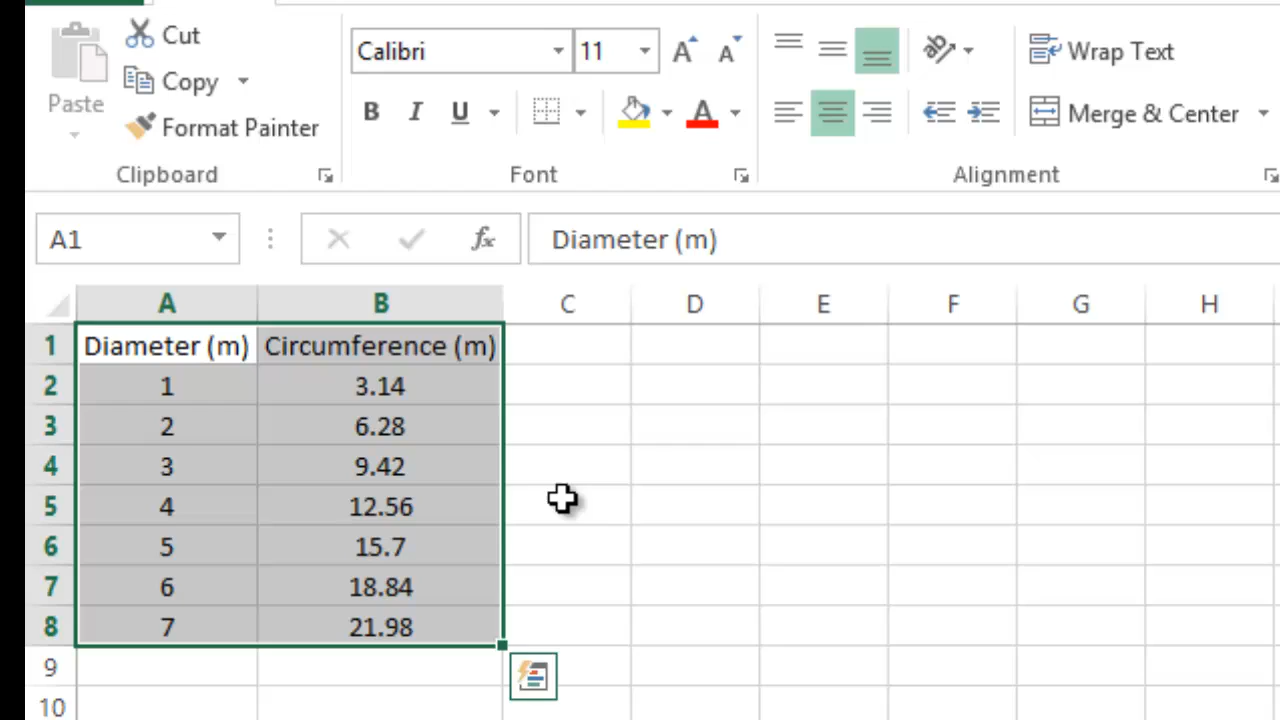 Cut
Copy
Paste
Format Painter
Clipboard
Calibri 11 A A
B I U A
Font
ab
Wrap Text
Merge & Center
Alignment
A1 fx Diameter (m)
A B C D E F G H
1 Diameter (m) Circumference (m)
2 1 3.14
3 2 6.28
4 3 9.42
5 4 12.56
6 5 15.7
7 6 18.84
8 7 21.98
9
10